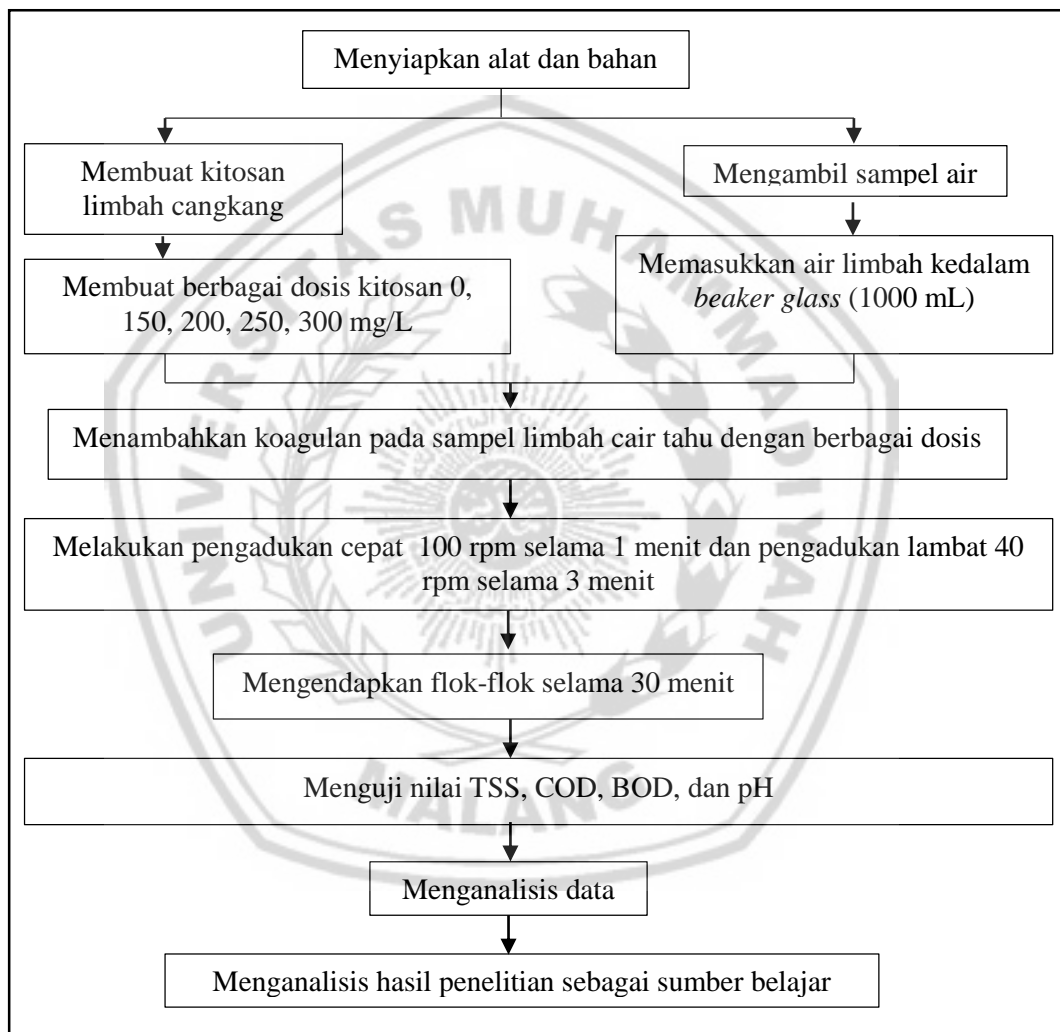 Menyiapkan alat dan bahan
Membuat kitosan
limbah cangkang
Mengambil sampel air
Membuat berbagai dosis kitosan 0,
150, 200, 250, 300 mg/L
Memasukkan air limbah kedalam
beaker glass (1000 mL)
Menambahkan koagulan pada sampel limbah cair tahu dengan berbagai dosis
Melakukan pengadukan cepat 100 rpm selama 1 menit dan pengadukan lambat 40
rpm selama 3 menit
Mengendapkan flok-flok selama 30 menit
Menguji nilai TSS, COD, BOD, dan pH
Menganalisis data
Menganalisis hasil penelitian sebagai sumber belajar
UNIVERSITAS MUHAMMADIYAH
MALANG